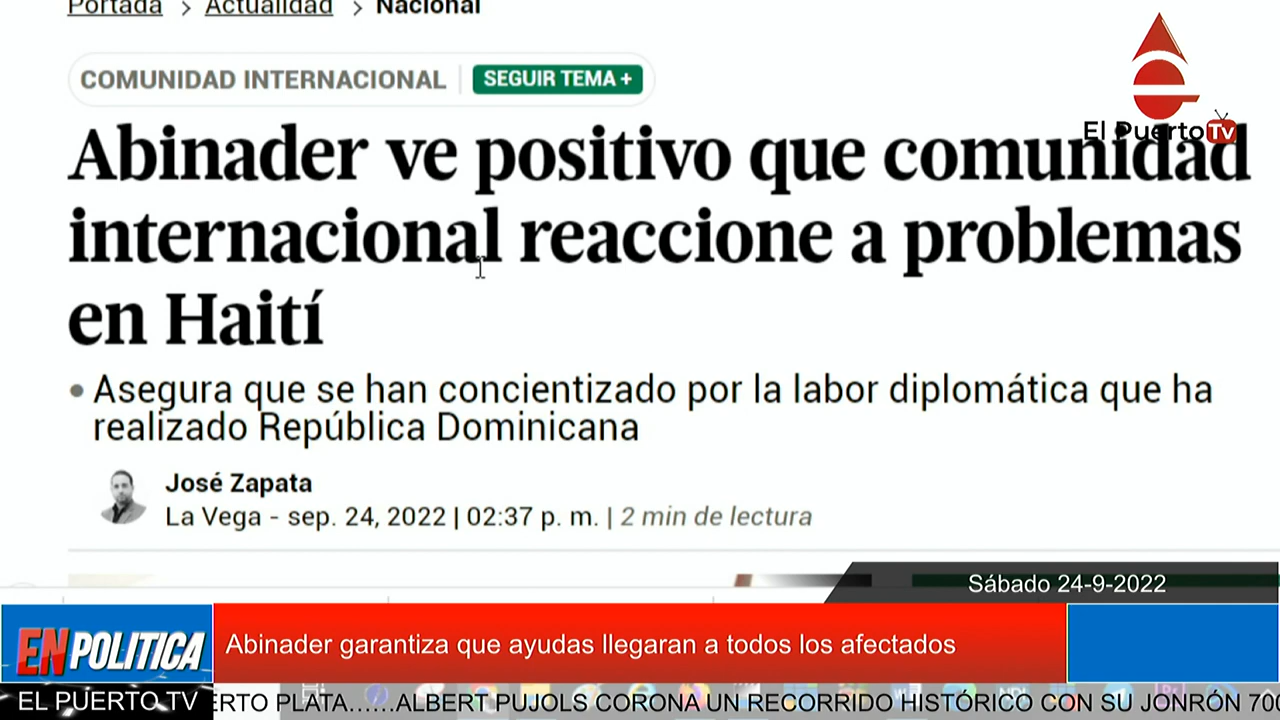 Portada > Actualidad > Nacional
COMUNIDAD INTERNACIONAL | SEGUIR TEMA +
El Puerto Tv
Abinader ve positivo que comunidad
internacional reaccione a problemas
en Haití
• Asegura que se han concientizado por la labor diplomática que ha
realizado República Dominicana
José Zapata
La Vega - sep. 24, 2022 | 02:37 p. m. | 2 min de lectura
Sábado 24-9-2022
EN POLITICA
Abinader garantiza que ayudas llegaran a todos los afectados
EL PUERTO TV
ERTO PLATA......ALBERT PUJOLS CORONA UN RECORRIDO HISTÓRICO CON SU JONRÓN 700